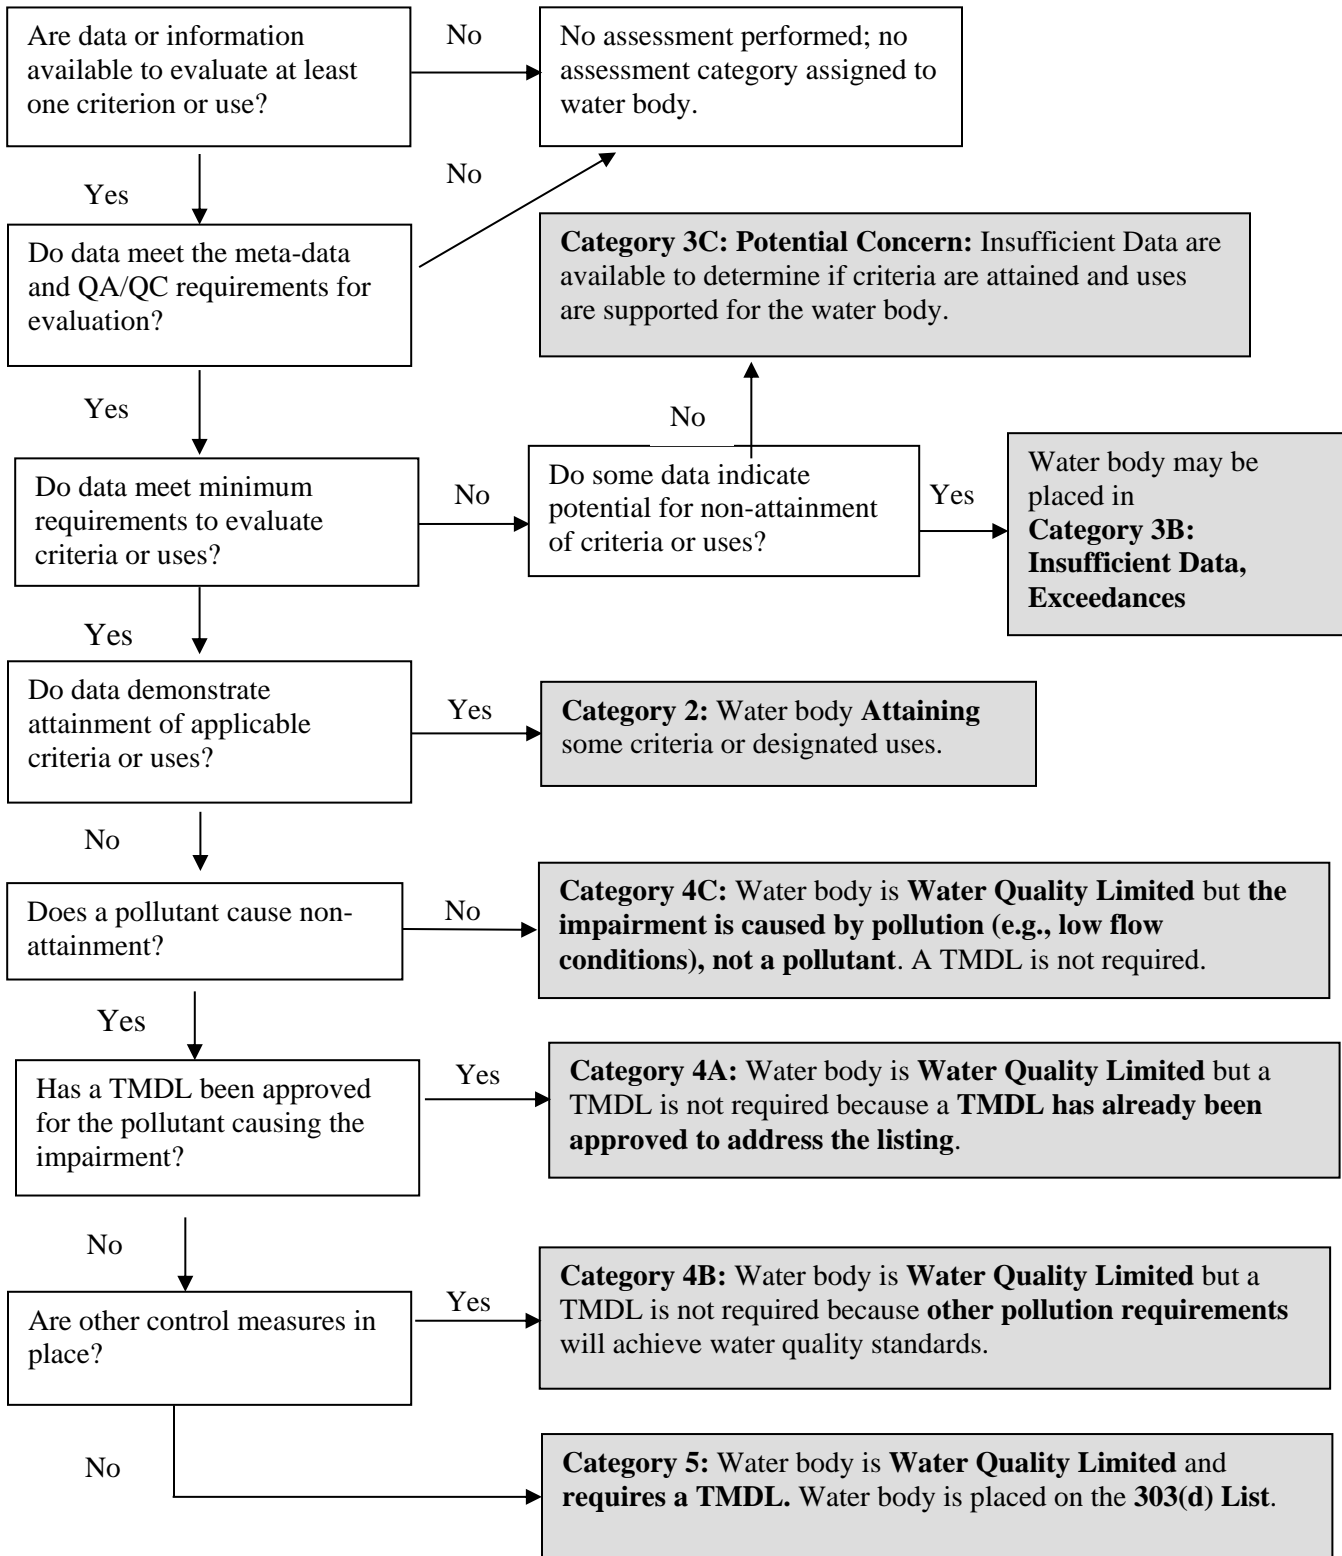 Are data or information
available to evaluate at least
one criterion or use?
No
No assessment performed; no
assessment category assigned to
water body.
Yes
No
Do data meet the meta-data
and QA/QC requirements for
evaluation?
Category 3C: Potential Concern: Insufficient Data are
available to determine if criteria are attained and uses
are supported for the water body.
Yes
No
Do data meet minimum
requirements to evaluate
criteria or uses?
No
Do some data indicate
potential for non-attainment
of criteria or uses?
Yes
Water body may be
placed in
Category 3B:
Insufficient Data,
Exceedances
Yes
Do data demonstrate
attainment of applicable
criteria or uses?
Yes
Category 2: Water body Attaining
some criteria or designated uses.
No
Does a pollutant cause non-
attainment?
No
Category 4C: Water body is Water Quality Limited but the
impairment is caused by pollution (e.g., low flow
conditions), not a pollutant. A TMDL is not required.
Yes
Has a TMDL been approved
for the pollutant causing the
impairment?
Yes
Category 4A: Water body is Water Quality Limited but a
TMDL is not required because a TMDL has already been
approved to address the listing.
No
Are other control measures in
place?
Yes
Category 4B: Water body is Water Quality Limited but a
TMDL is not required because other pollution requirements
will achieve water quality standards.
No
Category 5: Water body is Water Quality Limited and
requires a TMDL. Water body is placed on the 303(d) List.